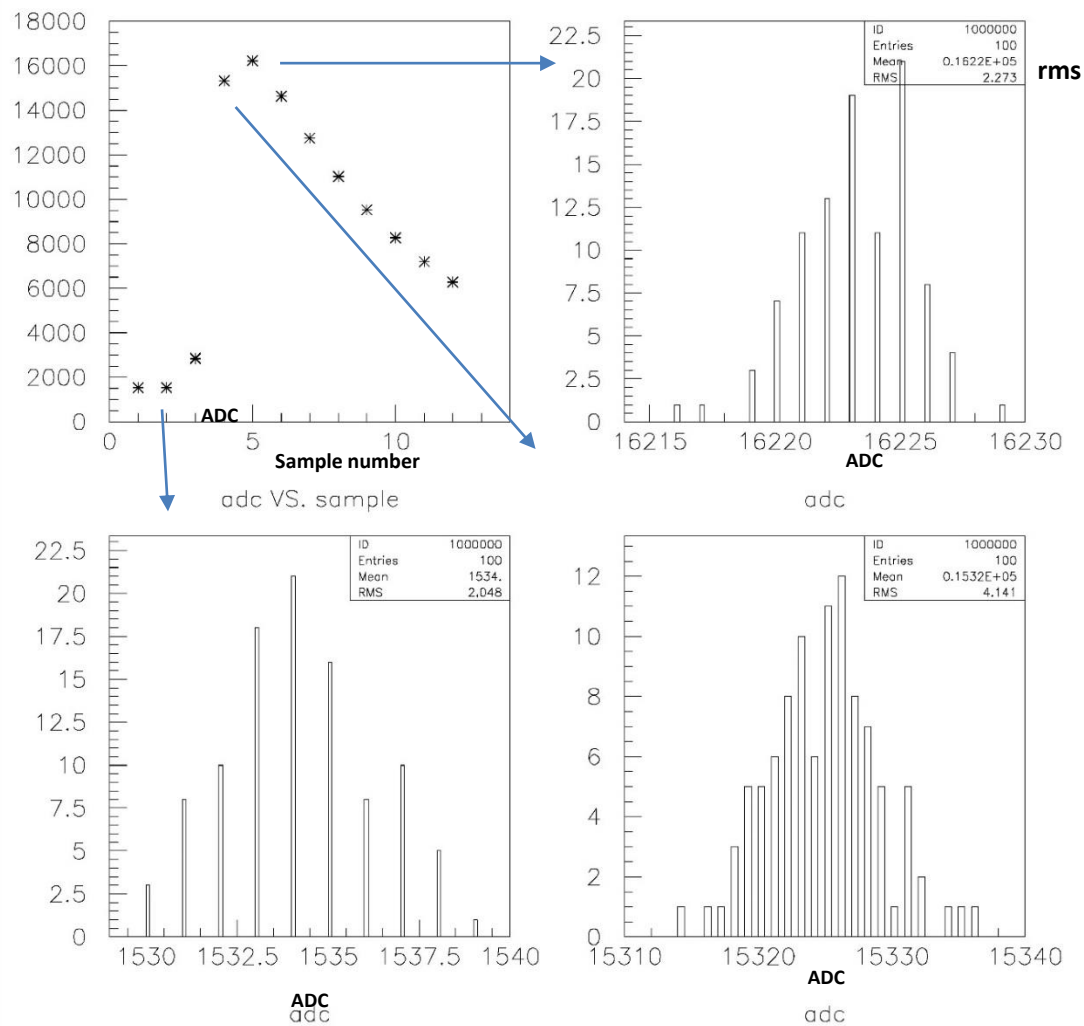 18000
16000
14000
12000
10000
8000
6000
4000
2000
0
0 5 10
ADC
Sample number
adc VS. sample
22.5
20
17.5
15
12.5
10
7.5
5
2.5
0
ID 1000000
Entries 100
Mean 0.1622E+05
RMS 2.273
rms
16215 16220 16225 16230
ADC
adc
22.5
20
17.5
15
12.5
10
7.5
5
2.5
0
ID 1000000
Entries 100
Mean 1534.
RMS 2.048
1530 1532.5 1535 1537.5 1540
ADC
adc
12
10
8
6
4
2
0
ID 1000000
Entries 100
Mean 0.1532E+05
RMS 4.141
15310 15320 15330 15340
ADC
adc